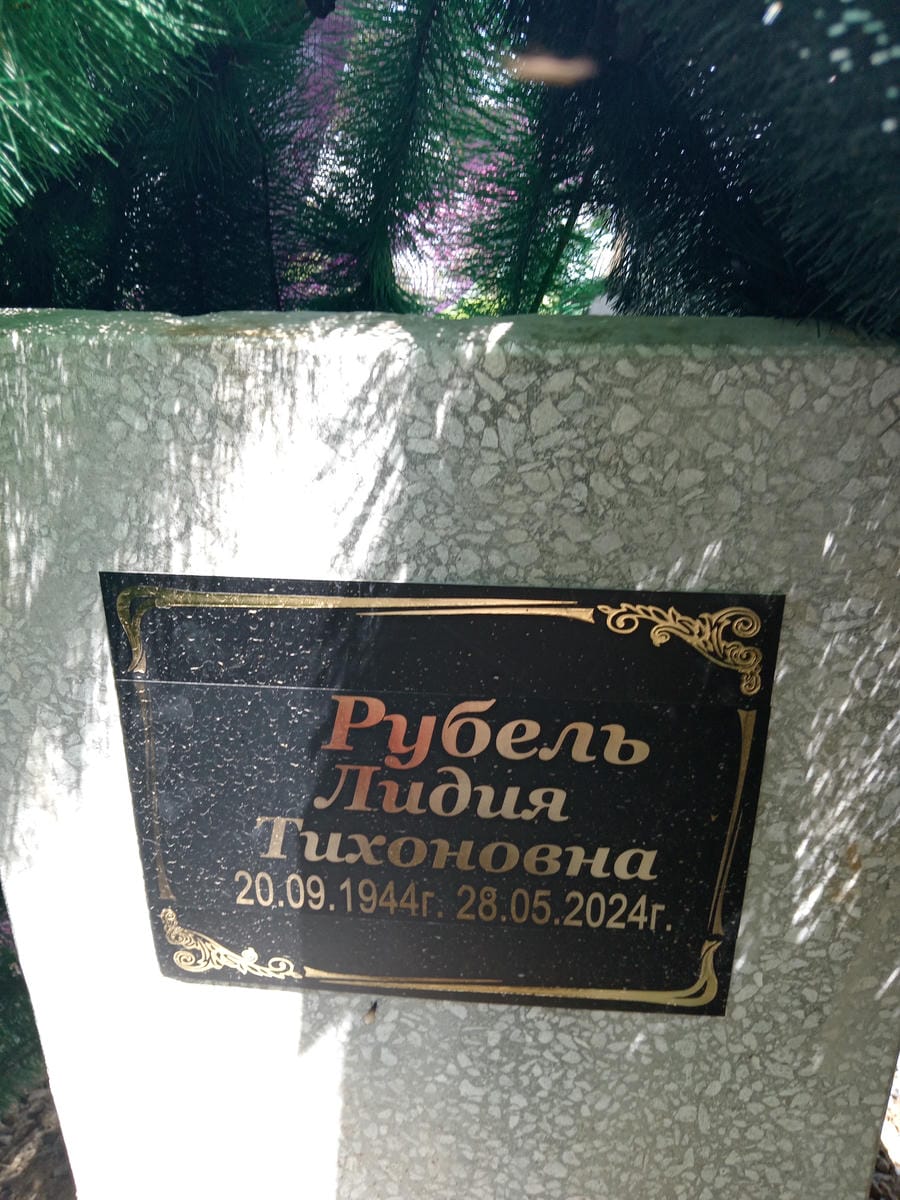 Рубель
Лидия
Тихоновна
20.09.1944г. 28.05.2024г.